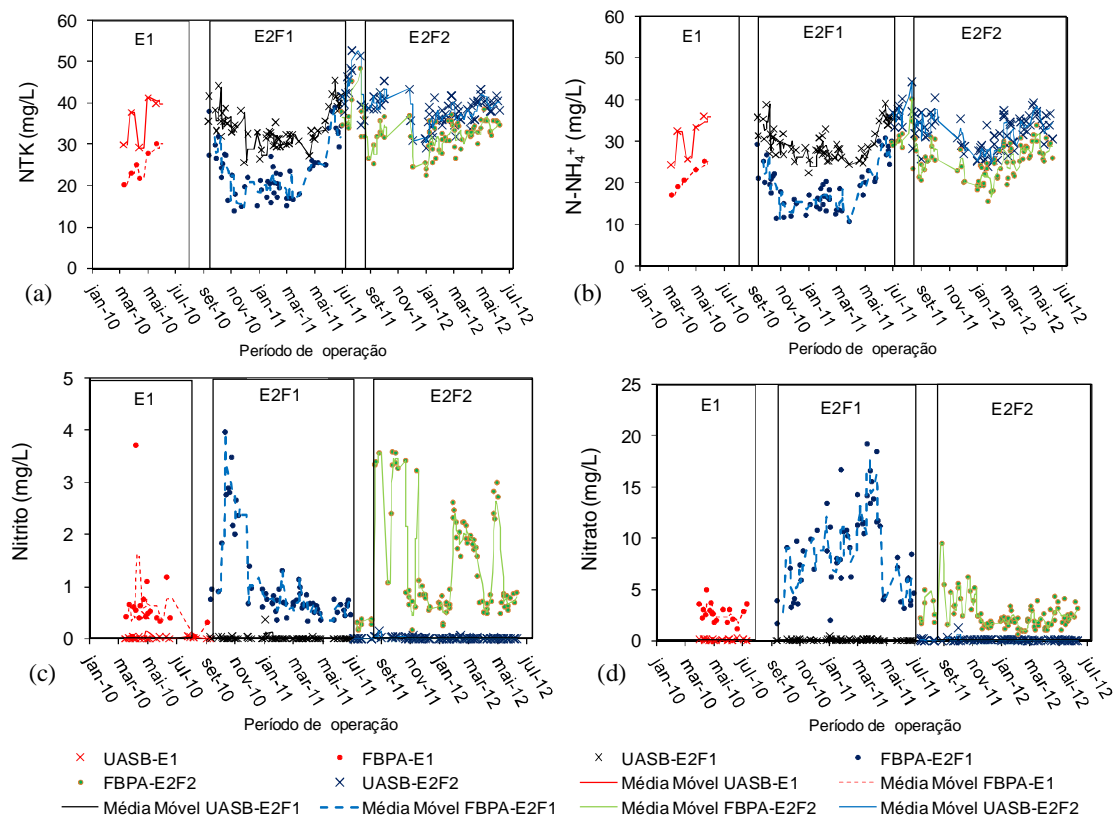 E1
E2F1
E2F2
NTK (mg/L)
60
50
40
30
20
10
0
jan-10
mar-10
mai-10
jul-10
set-10
nov-10
jan-11
mar-11
mai-11
jul-11
set-11
nov-11
jan-12
mar-12
mai-12
jul-12
(a)
Período de operação
E1
E2F1
E2F2
N-NH4+ (mg/L)
60
50
40
30
20
10
0
jan-10
mar-10
mai-10
jul-10
set-10
nov-10
jan-11
mar-11
mai-11
jul-11
set-11
nov-11
jan-12
mar-12
mai-12
jul-12
(b)
Período de operação
E1
E2F1
E2F2
Nitrito (mg/L)
5
4
3
2
1
0
jan-10
mar-10
mai-10
jul-10
set-10
nov-10
jan-11
mar-11
mai-11
jul-11
set-11
nov-11
jan-12
mar-12
mai-12
jul-12
(c)
Período de operação
E1
E2F1
E2F2
Nitrato (mg/L)
25
20
15
10
5
0
jan-10
mar-10
mai-10
jul-10
set-10
nov-10
jan-11
mar-11
mai-11
jul-11
set-11
nov-11
jan-12
mar-12
mai-12
jul-12
(d)
Período de operação
UASB-E1
FBPA-E1
UASB-E2F1
FBPA-E2F1
FBPA-E2F2
UASB-E2F2
Média Móvel UASB-E1
Média Móvel FBPA-E1
Média Móvel UASB-E2F1
Média Móvel FBPA-E2F1
Média Móvel FBPA-E2F2
Média Móvel UASB-E2F2